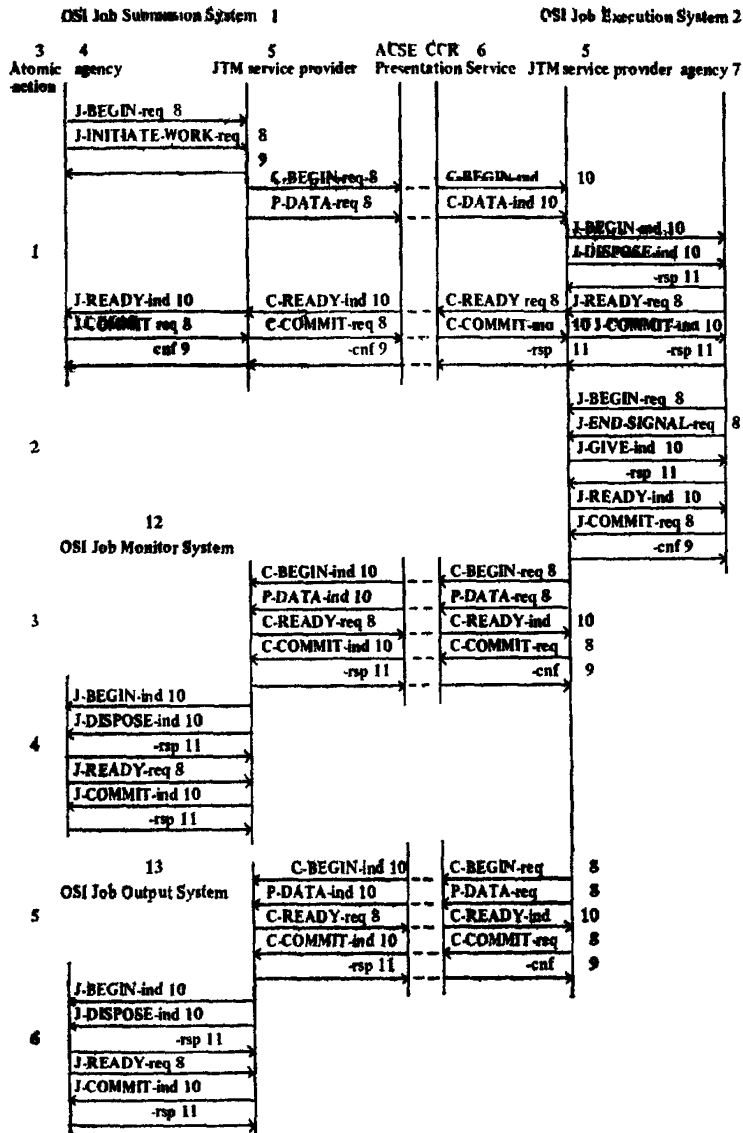 OSI Job Submission System 1 OSI Job Execution System 2
3 4 5 ACSE CCR 6 5
Atomic agency JTM service provider Presentation Service JTM service provider agency 7
action
J-BEGIN-req 8
J-INITIATE-WORK-req 8
9
C-BEGIN-req 8 C-BEGIN-ind 10
P-DATA-req 8 C-DATA-ind 10
J-BEGIN-ind 10
1 J-DISPOSE-ind 10
-rsp 11
J-READY-ind 10 C-READY-ind 10 C-READY req 8 J-READY-req 8
J-COMMIT req 8 C-COMMIT-req 8 C-COMMIT-ind 10 J-COMMIT-ind 10
cnf 9 -cnf 9 -rsp 11 -rsp 11
J-BEGIN-req 8
J-END-SIGNAL-req 8
2 J-GIVE-ind 10
-rsp 11
J-READY-ind 10
12 J-COMMIT-req 8
OSI Job Monitor System -cnf 9
C-BEGIN-ind 10 C-BEGIN-req 8
P-DATA-ind 10 P-DATA-req 8
3 C-READY-req 8 C-READY-ind 10
C-COMMIT-ind 10 C-COMMIT-req 8
-rsp 11 -cnf 9
J-BEGIN-ind 10
J-DISPOSE-ind 10
4 -rsp 11
J-READY-req 8
J-COMMIT-ind 10
-rsp 11
13 C-BEGIN-ind 10 C-BEGIN-req 8
OSI Job Output System P-DATA-ind 10 P-DATA-req 8
5 C-READY-req 8 C-READY-ind 10
C-COMMIT-ind 10 C-COMMIT-req 8
-rsp 11 -cnf 9
J-BEGIN-ind 10
J-DISPOSE-ind 10
6 -rsp 11
J-READY-req 8
J-COMMIT-ind 10
-rsp 11